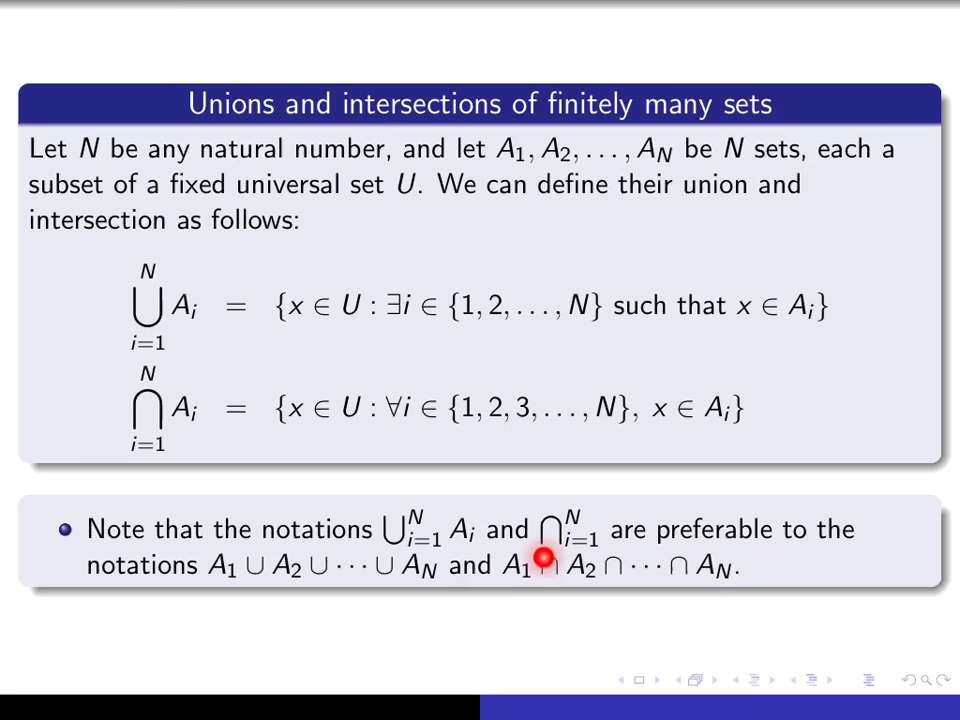 Unions and intersections of finitely many sets
Let N be any natural number, and let A₁, A₂, . . . , A_N be N sets, each a
subset of a fixed universal set U. We can define their union and
intersection as follows:
⋃_{i=1}^{N} A_i = {x ∈ U : ∃i ∈ {1, 2, . . . , N} such that x ∈ A_i}
⋂_{i=1}^{N} A_i = {x ∈ U : ∀i ∈ {1, 2, 3, . . . , N}, x ∈ A_i}
Note that the notations ⋃_{i=1}^{N} A_i and ⋂_{i=1}^{N} are preferable to the
notations A₁ ∪ A₂ ∪ · · · ∪ A_N and A₁ ∩ A₂ ∩ · · · ∩ A_N.